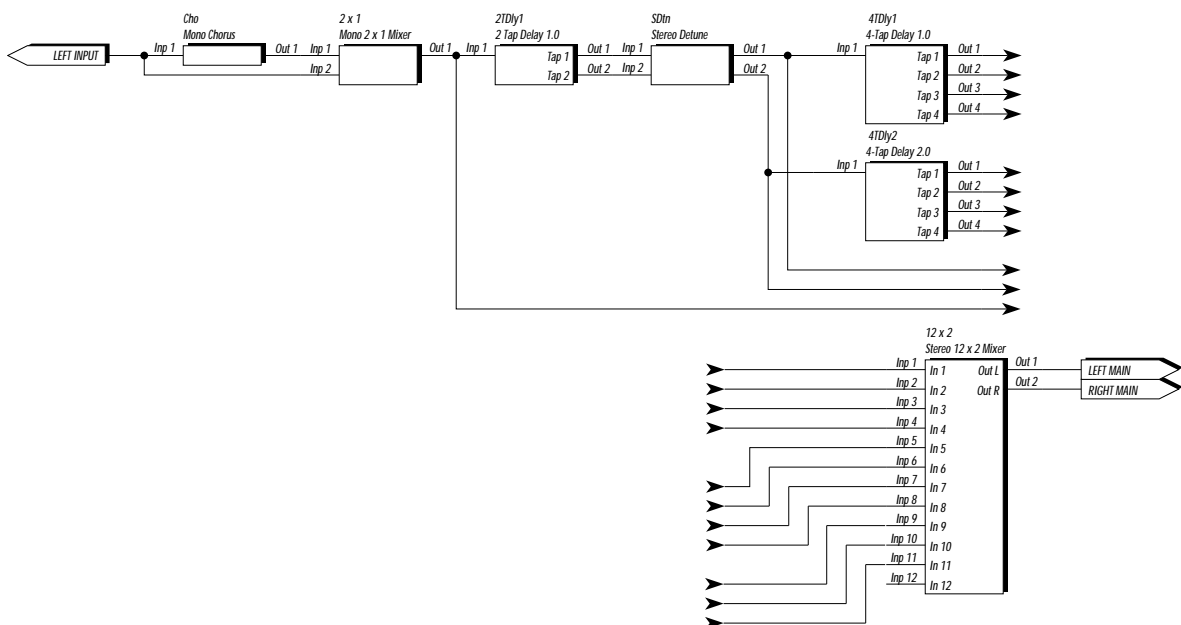 Cho
Mono Chorus
2 x 1
Mono 2 x 1 Mixer
2TDly1
2 Tap Delay 1.0
SDtn
Stereo Detune
4TDly1
4-Tap Delay 1.0
LEFT INPUT
Inp 1
Out 1
Inp 1
Inp 2
Out 1
Inp 1
Tap 1
Tap 2
Out 1
Out 2
Inp 1
Inp 2
Out 1
Out 2
Inp 1
Tap 1
Tap 2
Tap 3
Tap 4
Out 1
Out 2
Out 3
Out 4
4TDly2
4-Tap Delay 2.0
Inp 1
Tap 1
Tap 2
Tap 3
Tap 4
Out 1
Out 2
Out 3
Out 4
12 x 2
Stereo 12 x 2 Mixer
Inp 1
In 1
Out L
Out 1
LEFT MAIN
Inp 2
In 2
Out R
Out 2
RIGHT MAIN
Inp 3
In 3
Inp 4
In 4
Inp 5
In 5
Inp 6
In 6
Inp 7
In 7
Inp 8
In 8
Inp 9
In 9
Inp 10
In 10
Inp 11
In 11
Inp 12
In 12